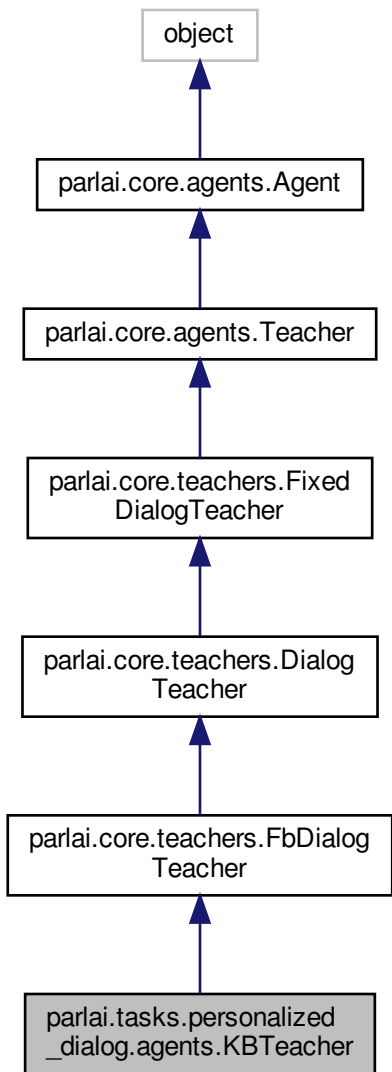 object
parlai.core.agents.Agent
parlai.core.agents.Teacher
parlai.core.teachers.Fixed
DialogTeacher
parlai.core.teachers.Dialog
Teacher
parlai.core.teachers.FbDialog
Teacher
parlai.tasks.personalized
_dialog.agents.KBTeacher